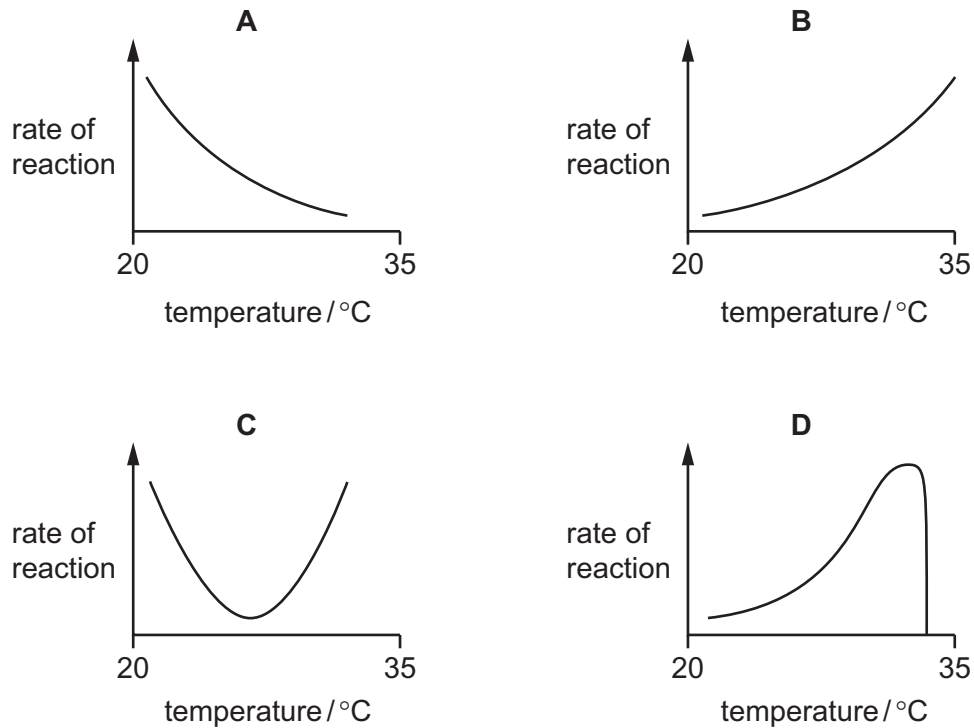 A
rate of
reaction
20
35
temperature / °C
B
rate of
reaction
20
35
temperature / °C
C
rate of
reaction
20
35
temperature / °C
D
rate of
reaction
20
35
temperature / °C